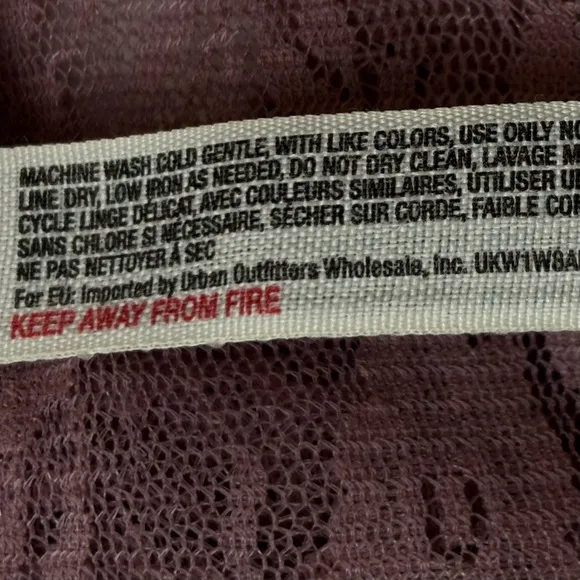 MACHINE WASH COLD GENTLE, WITH LIKE COLORS, USE ONLY NO
LINE DRY, LOW IRON AS NEEDED, DO NOT DRY CLEAN, LAVAGE M
CYCLE LINGE DÉLICAT, AVEC COULEURS SIMILAIRES, UTILISER U
SANS CHLORE SI NÉCESSAIRE, SÉCHER SUR CORDE, FAIBLE CO
NE PAS NETTOYER À SEC
For EU: Imported by Urban Outfitters Wholesale, Inc. UKW1W8A
KEEP AWAY FROM FIRE